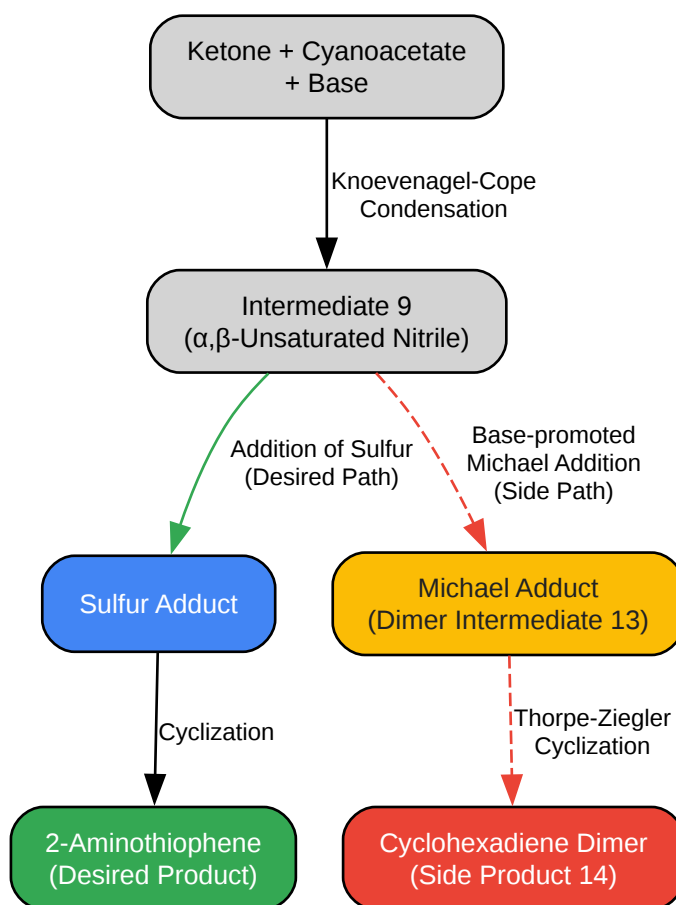 Ketone + Cyanoacetate
+ Base
Knoevenagel-Cope
Condensation
Intermediate 9
(α,β-Unsaturated Nitrile)
Addition of Sulfur
(Desired Path)
Base-promoted
Michael Addition
(Side Path)
Sulfur Adduct
Michael Adduct
(Dimer Intermediate 13)
Cyclization
Thorpe-Ziegler
Cyclization
2-Aminothiophene
(Desired Product)
Cyclohexadiene Dimer
(Side Product 14)